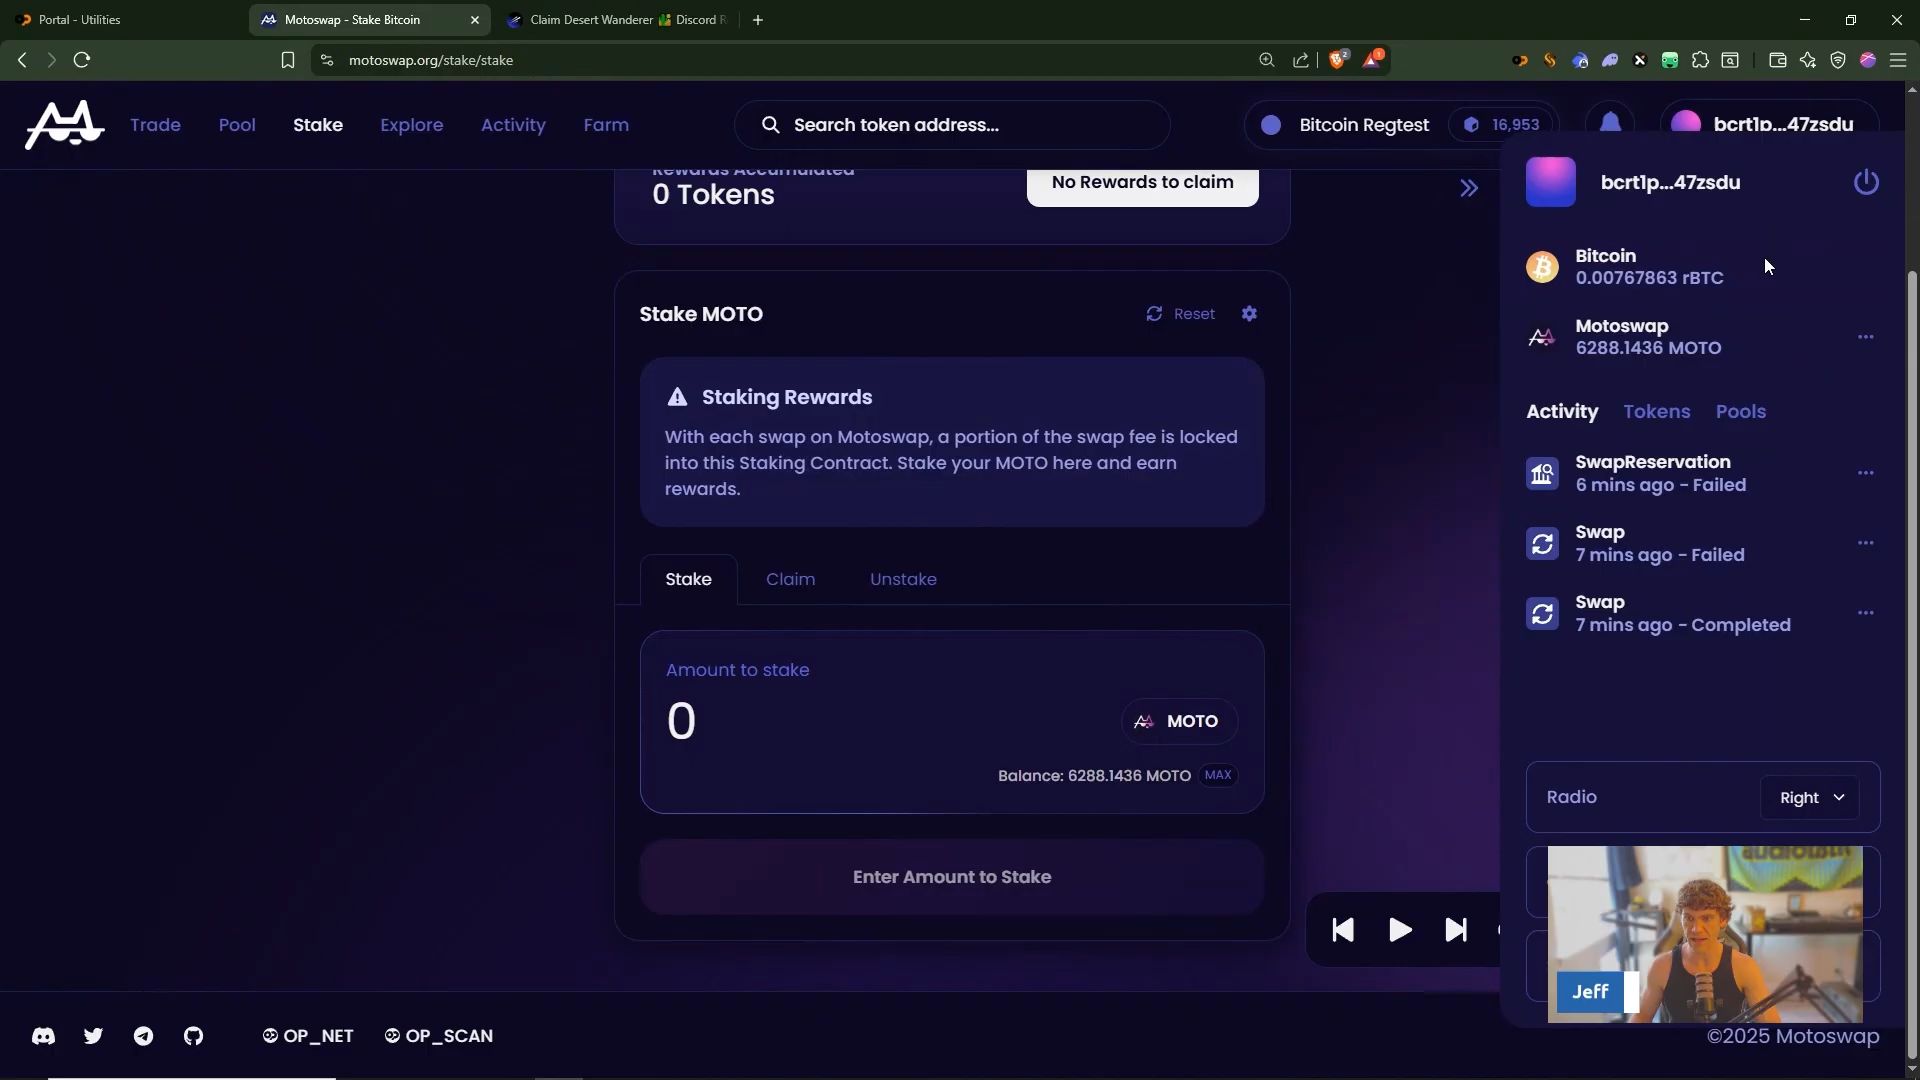 Portal - Utilities
Motoswap - Stake Bitcoin
Claim Desert Wanderer 🌵 Discord R
motoswap.org/stake/stake
2
1
Trade
Pool
Stake
Explore
Activity
Farm
Search token address...
Bitcoin Regtest
16,953
bcrt1p...47zsdu
Rewards Accumulated
0 Tokens
No Rewards to claim
Stake MOTO
Reset
Staking Rewards
With each swap on Motoswap, a portion of the swap fee is locked
into this Staking Contract. Stake your MOTO here and earn
rewards.
Stake
Claim
Unstake
Amount to stake
0
MOTO
Balance: 6288.1436 MOTO
MAX
Enter Amount to Stake
bcrt1p...47zsdu
Bitcoin
0.00767863 rBTC
Motoswap
6288.1436 MOTO
Activity
Tokens
Pools
SwapReservation
6 mins ago - Failed
Swap
7 mins ago - Failed
Swap
7 mins ago - Completed
Radio
Right
Jeff
OP_NET
OP_SCAN
©2025 Motoswap